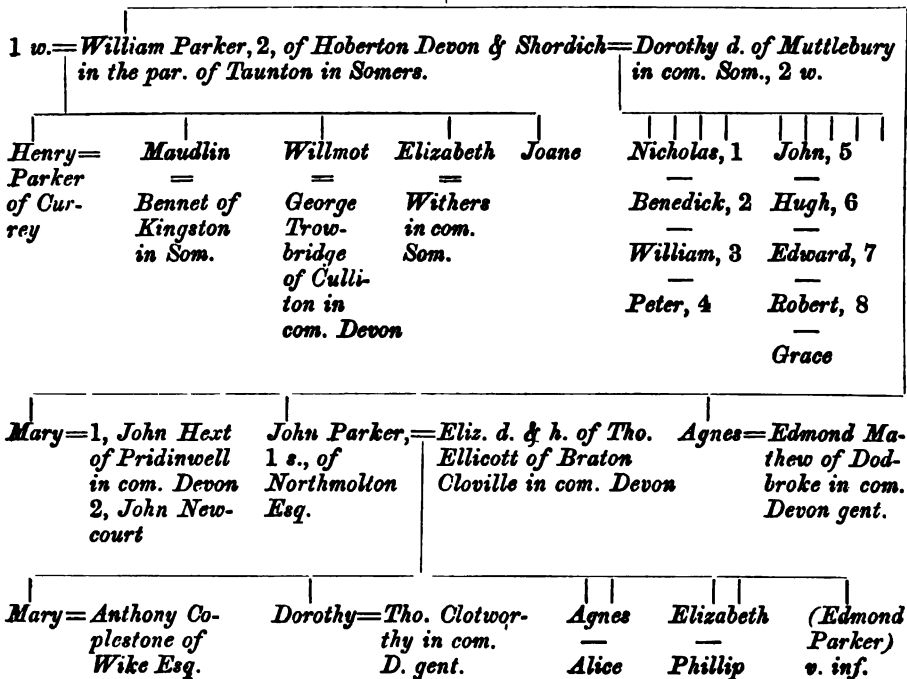 1 w.=William Parker, 2, of Hoberton Devon & Shordich=Dorothy d. of Muttlebury
in the par. of Taunton in Somers.
in com. Som., 2 w.
Henry=
Parker
of Cur-
rey
Maudlin
=
Bennet of
Kingston
in Som.
Willmot
=
George
Trow-
bridge
of Culli-
ton in
com. Devon
Elizabeth
=
Withers
in com.
Som.
Joane
Nicholas, 1
—
Benedick, 2
—
William, 3
—
Peter, 4
John, 5
—
Hugh, 6
—
Edward, 7
—
Robert, 8
—
Grace
Mary=1, John Hext
of Pridinwell
in com. Devon
2, John New-
court
John Parker,=Eliz. d. & h. of Tho.
1 s., of
Northmolton
Esq.
Ellicott of Braton
Cloville in com. Devon
Agnes=Edmond Ma-
thew of Dod-
broke in com.
Devon gent.
Mary=Anthony Co-
plestone of
Wike Esq.
Dorothy=Tho. Clotwor-
thy in com.
D. gent.
Agnes
—
Alice
Elizabeth
—
Phillip
(Edmond
Parker)
v. inf.